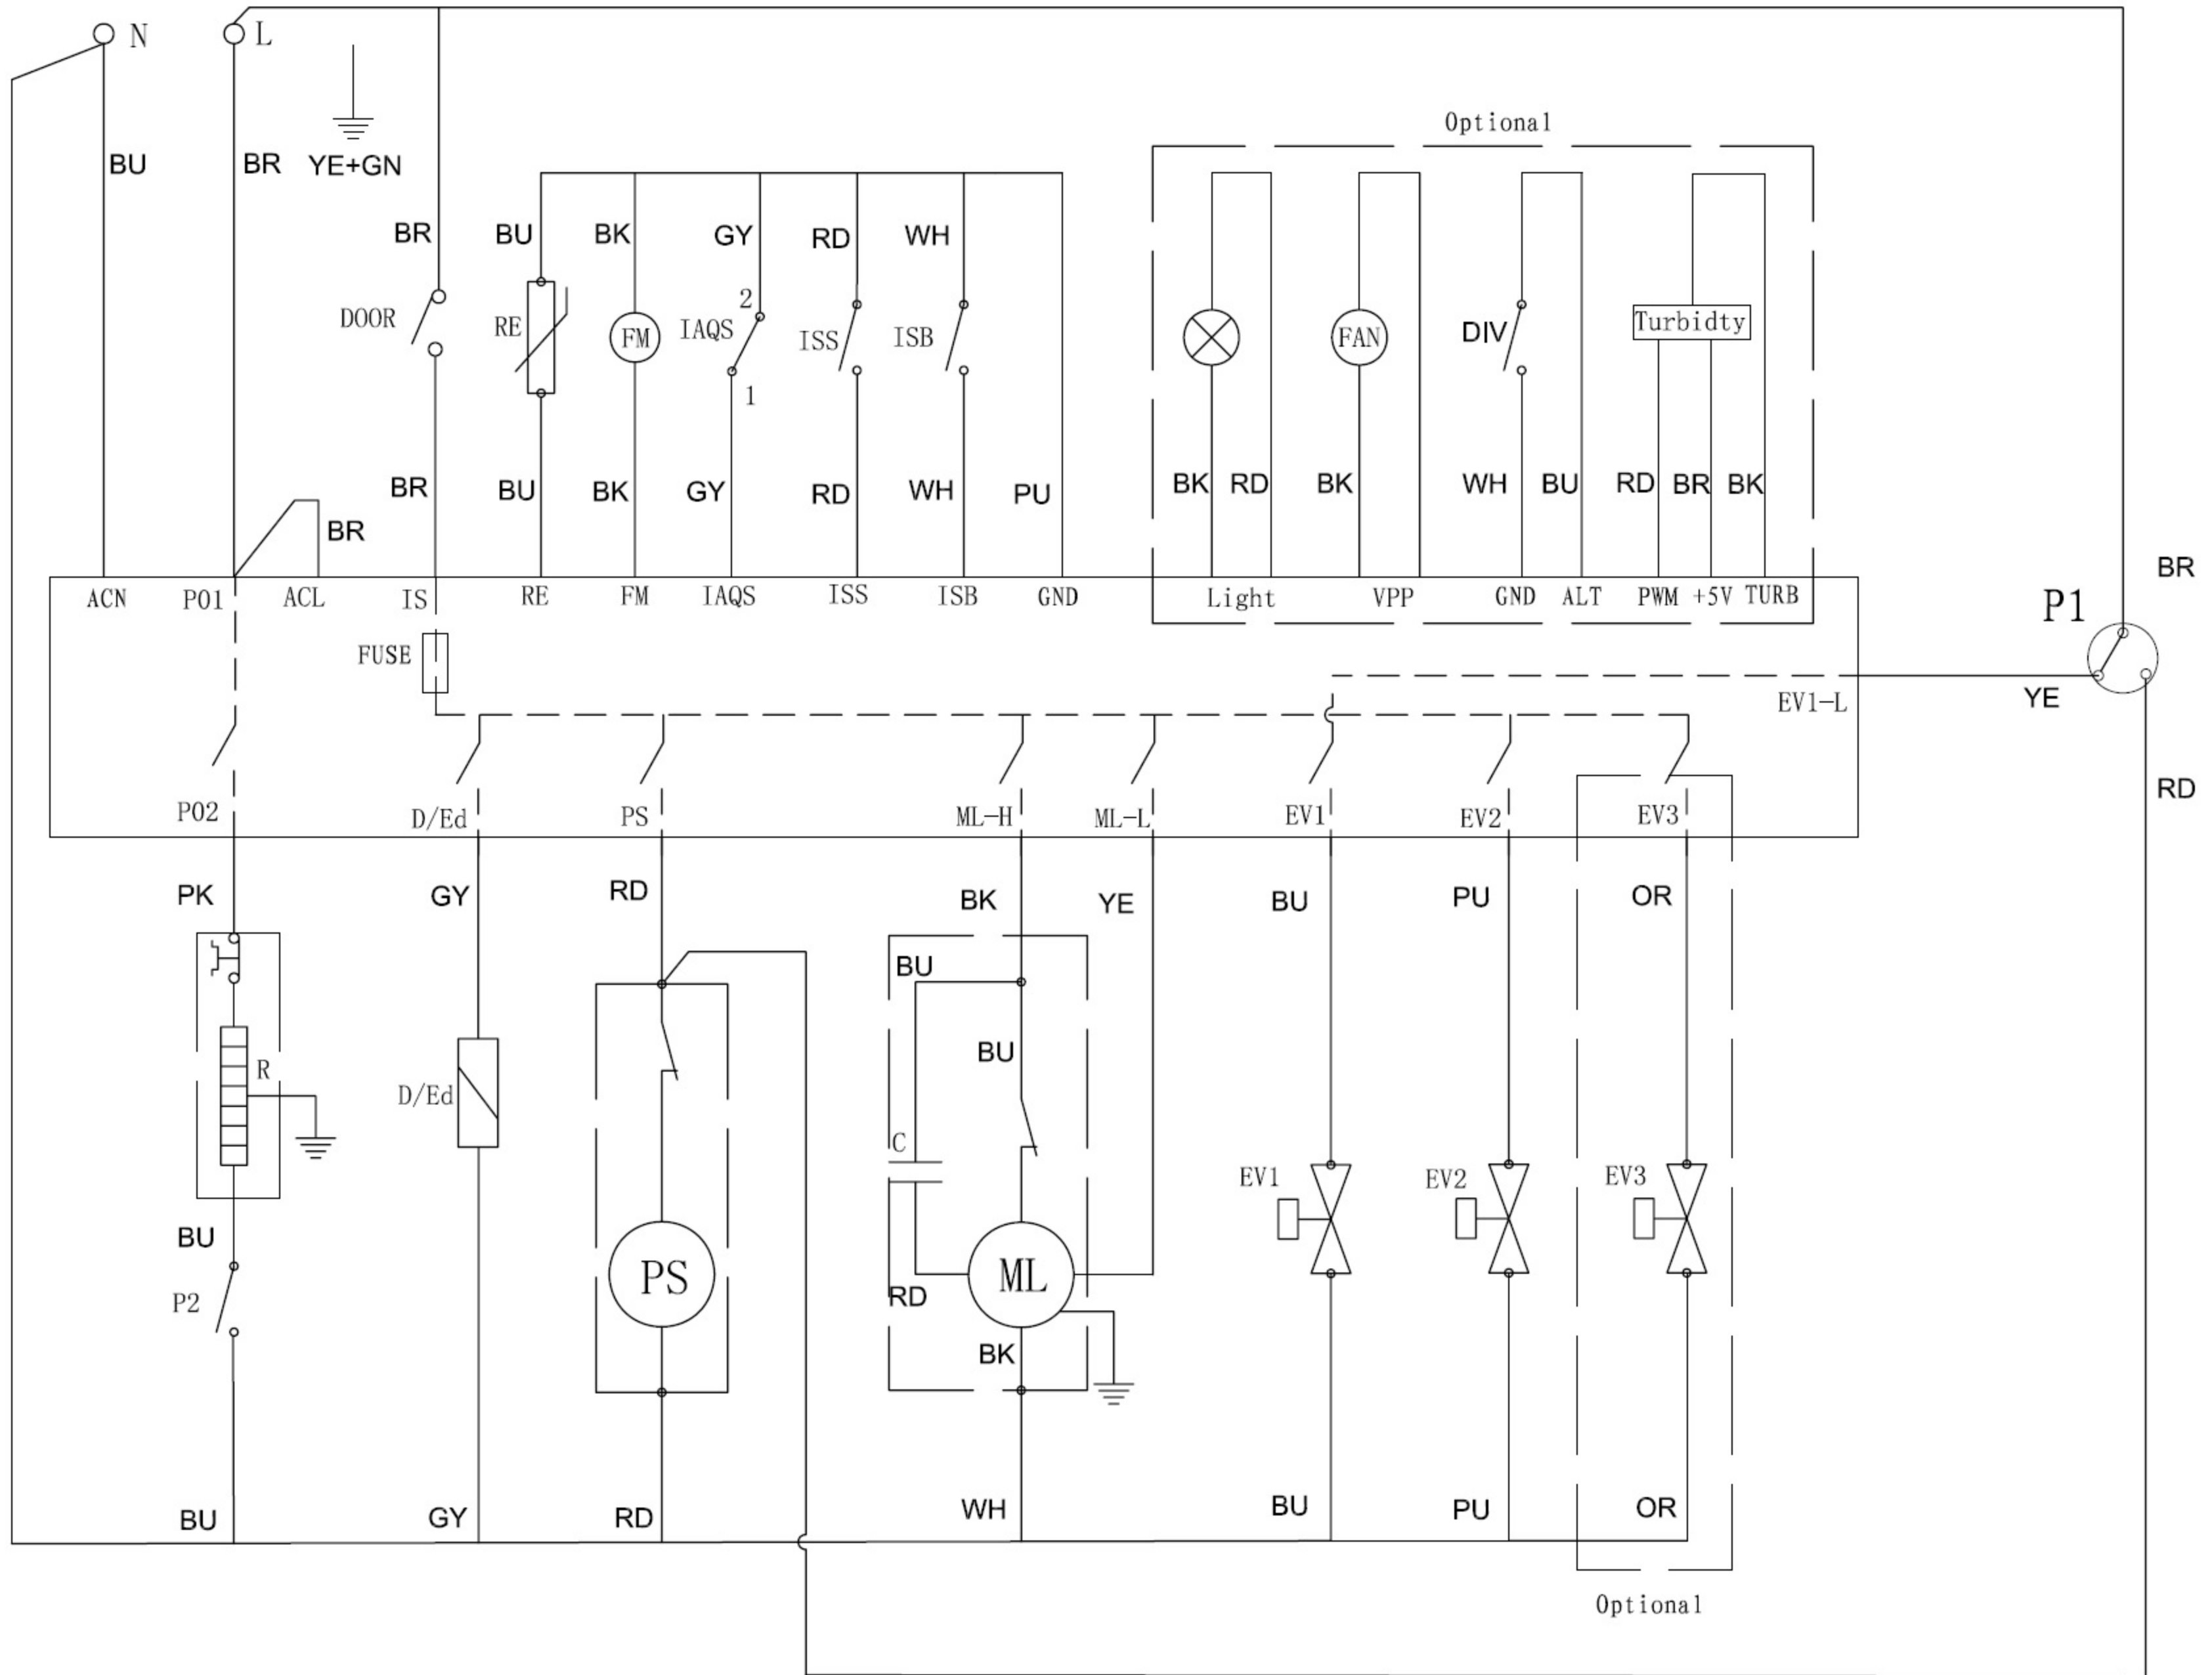 N L
Optional
BU BR YE+GN
BR BU BK GY RD WH
DOOR RE FM IAQS 2 1 ISS ISB FAN DIV Turbidty
BR BU BK GY RD WH PU BK RD BK WH BU RD BR BK
BR
BR
ACN P01 ACL IS RE FM IAQS ISS ISB GND Light VPP GND ALT PWM +5V TURB
P1
FUSE
EV1-L YE
RD
P02 D/Ed PS ML-H ML-L EV1 EV2 EV3
PK GY RD BK YE BU PU OR
BU
BU
R D/Ed
C
EV1 EV2 EV3
BU
PS ML
P2 RD
BK
BU GY RD WH BU PU OR
Optional